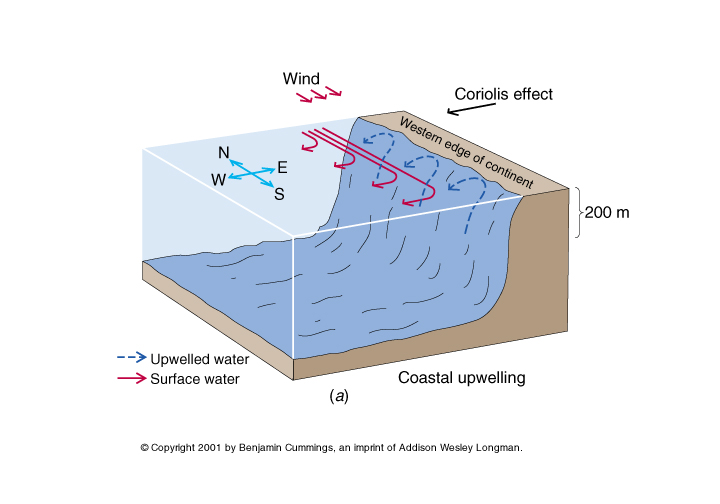 Wind
Coriolis effect
Western edge of continent
N
E
W
S
200 m
Upwelled water
Surface water
Coastal upwelling
(a)
© Copyright 2001 by Benjamin Cummings, an imprint of Addison Wesley Longman.